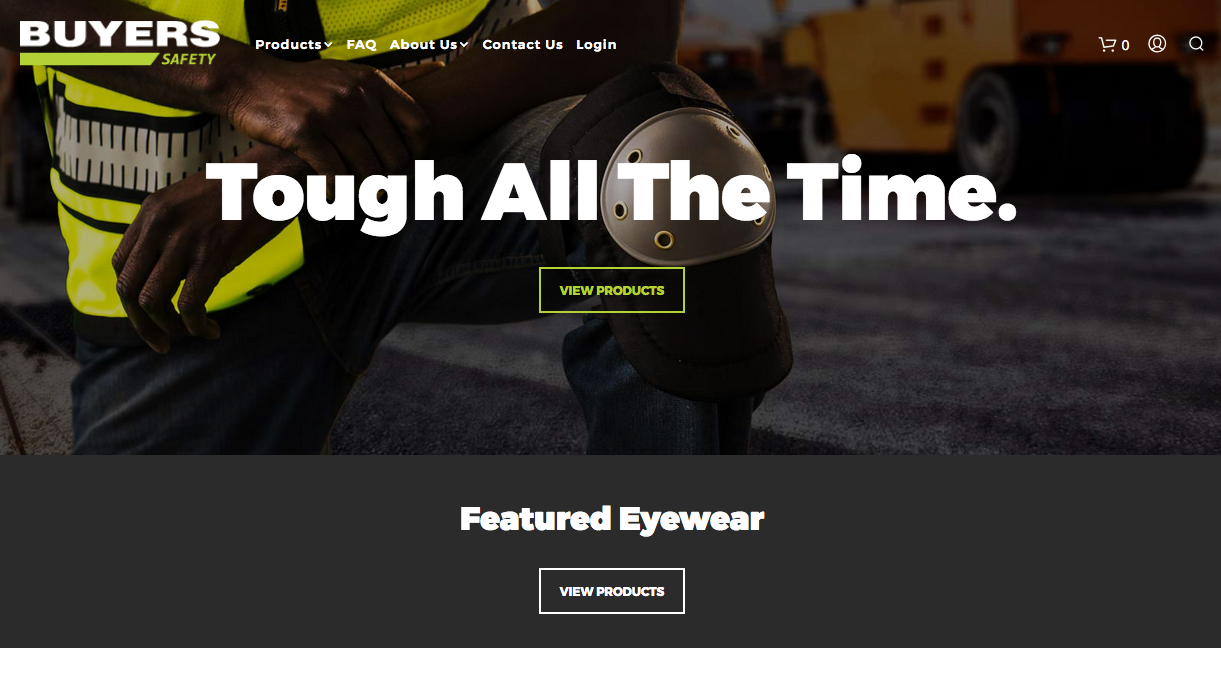 BUYERS
SAFETY
Products FAQ About Us Contact Us Login
0
Tough All The Time.
VIEW PRODUCTS
Featured Eyewear
VIEW PRODUCTS